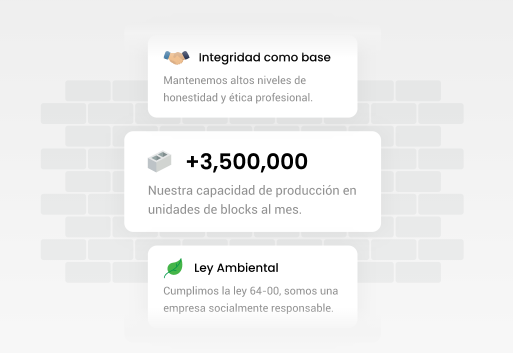 Integridad como base
Mantenemos altos niveles de
honestidad y ética profesional.
+3,500,000
Nuestra capacidad de producción en
unidades de blocks al mes.
Ley Ambiental
Cumplimos la ley 64-00, somos una
empresa socialmente responsable.